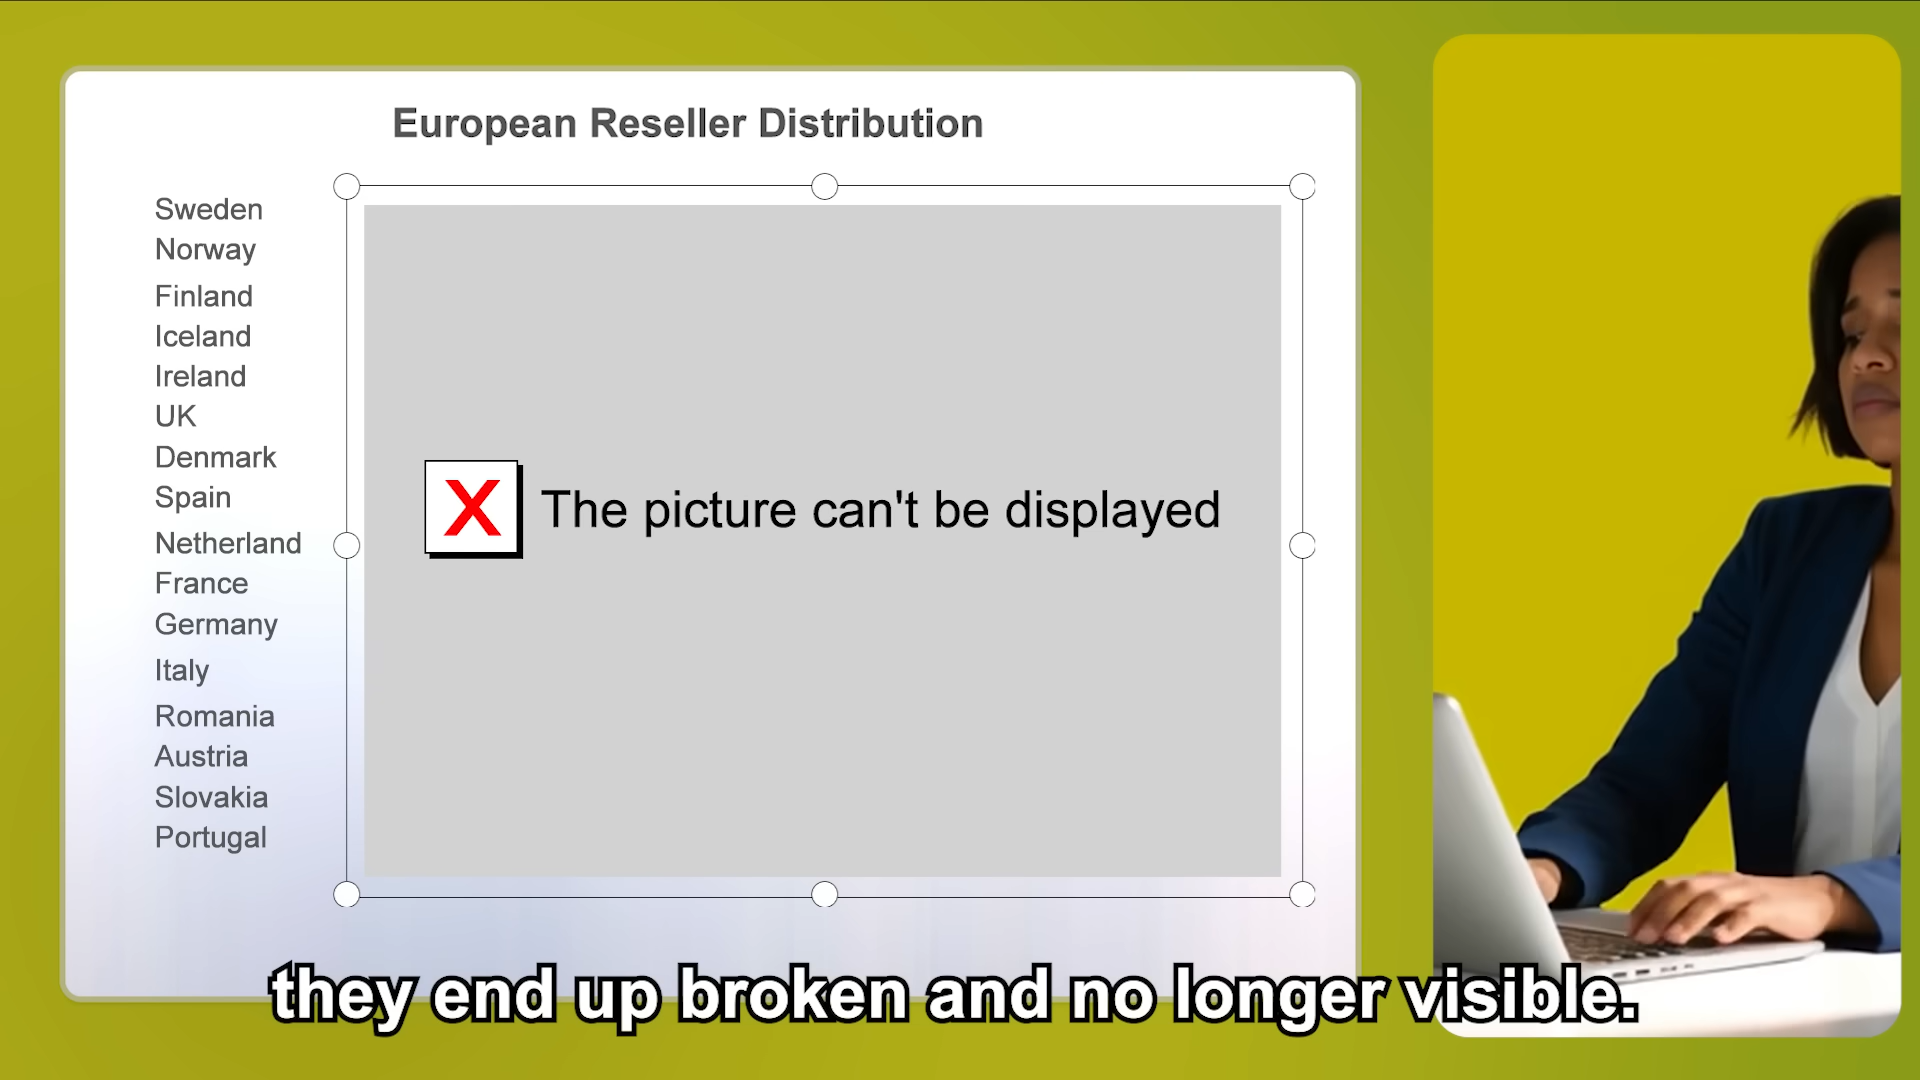 European Reseller Distribution
Sweden
Norway
Finland
Iceland
Ireland
UK
Denmark
Spain
Netherland
France
Germany
Italy
Romania
Austria
Slovakia
Portugal
X The picture can't be displayed
they end up broken and no longer visible.